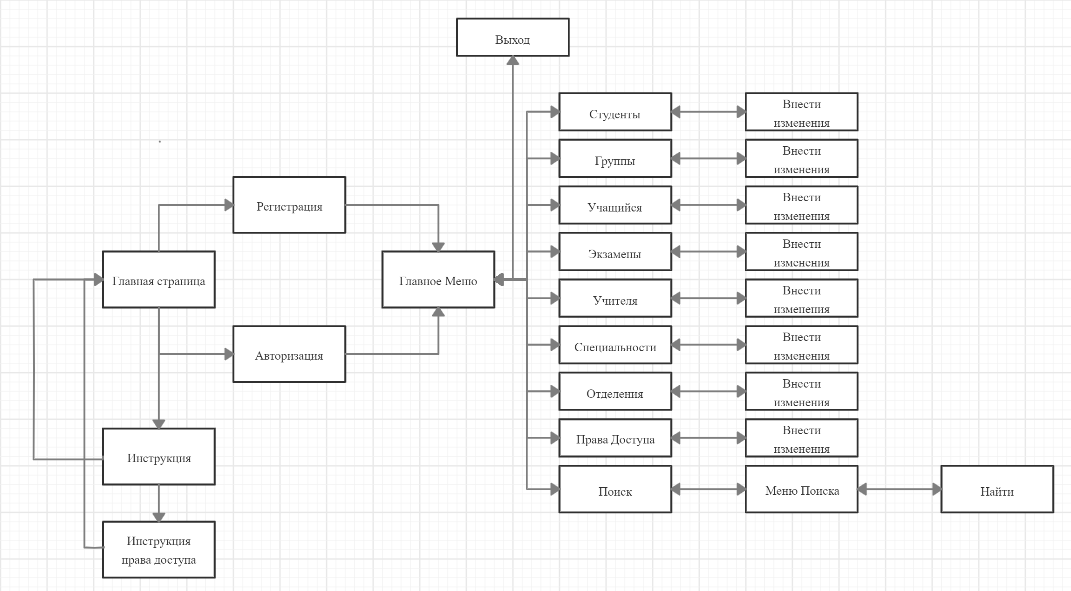 Выход
Студенты
Внести
изменения
Группы
Внести
изменения
Регистрация
Учащийся
Внести
изменения
Экзамены
Внести
изменения
Главная страница
Главное Меню
Учителя
Внести
изменения
Авторизация
Специальности
Внести
изменения
Отделения
Внести
изменения
Права Доступа
Внести
изменения
Инструкция
Поиск
Меню Поиска
Найти
Инструкция
права доступа